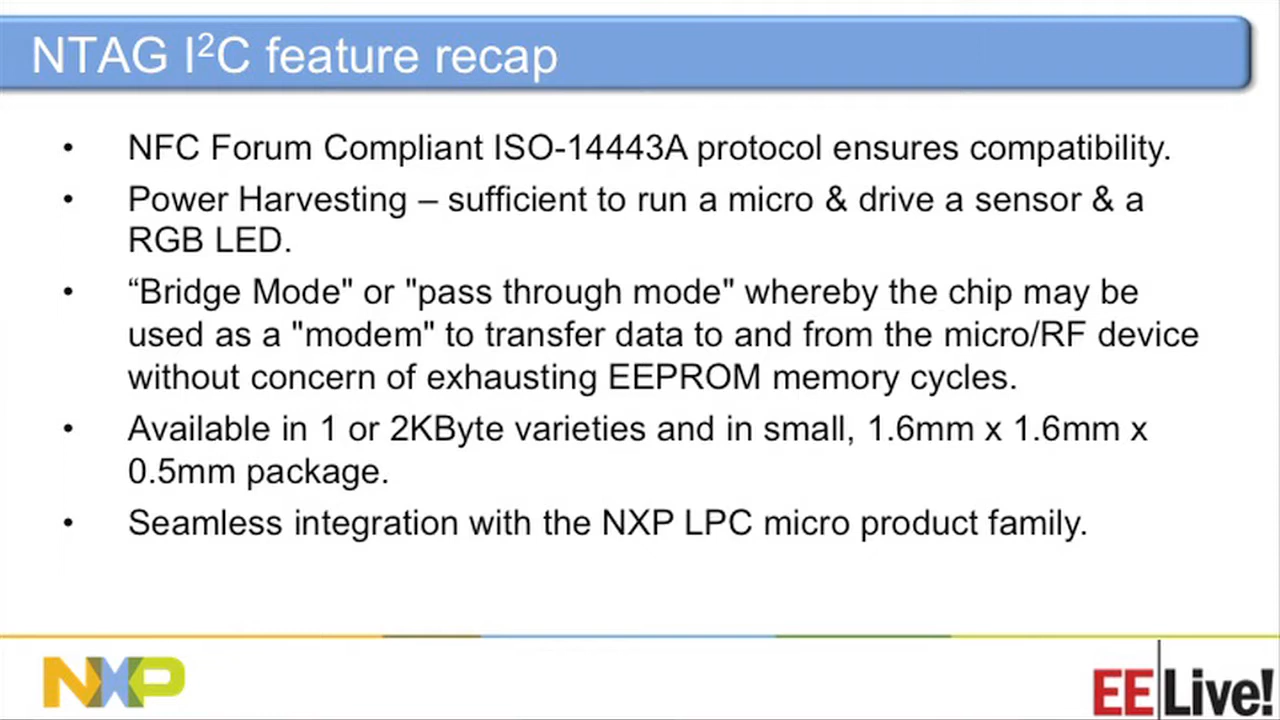 NTAG I²C feature recap
• NFC Forum Compliant ISO-14443A protocol ensures compatibility.
• Power Harvesting – sufficient to run a micro & drive a sensor & a
RGB LED.
• “Bridge Mode" or "pass through mode" whereby the chip may be
used as a "modem" to transfer data to and from the micro/RF device
without concern of exhausting EEPROM memory cycles.
• Available in 1 or 2KByte varieties and in small, 1.6mm x 1.6mm x
0.5mm package.
• Seamless integration with the NXP LPC micro product family.
NXP
EE Live!